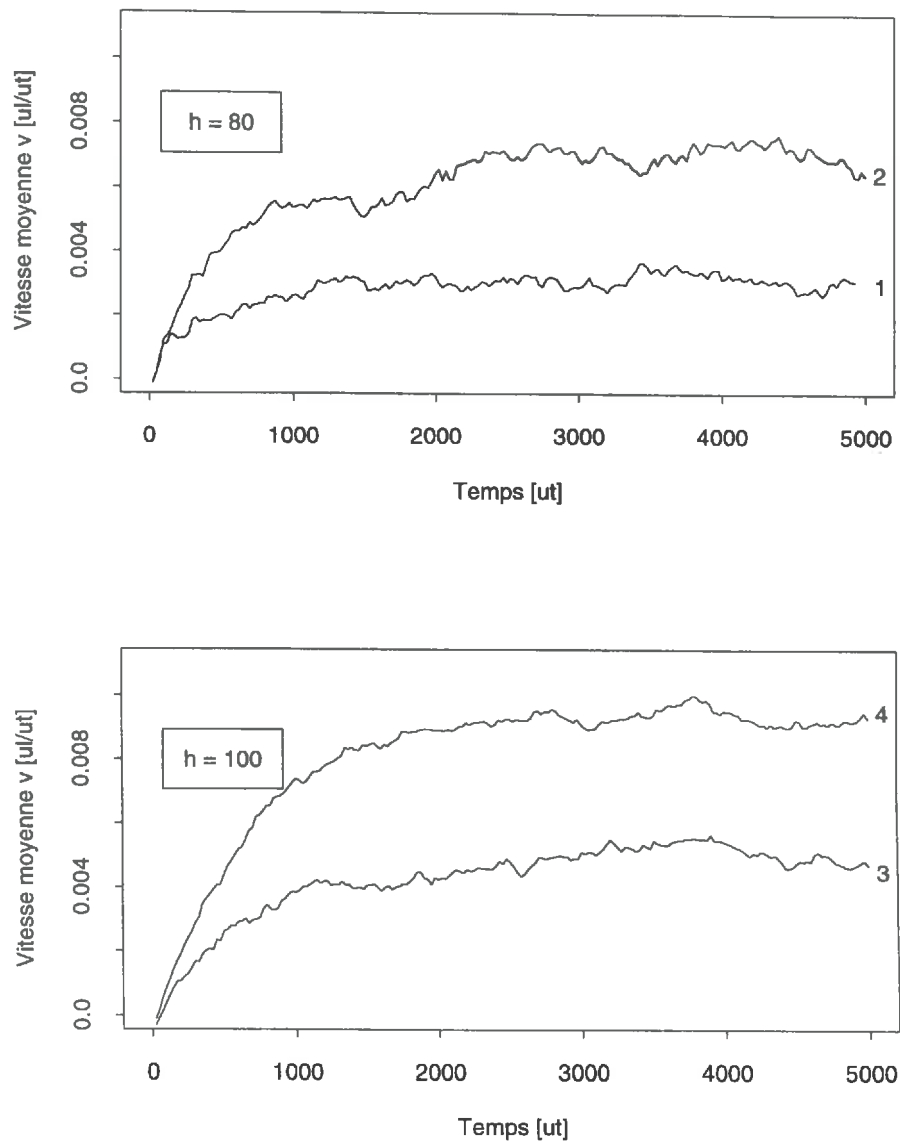 Vitesse moyenne v [ul/ut]
0.008
0.004
0.0
h = 80
2
1
0 1000 2000 3000 4000 5000
Temps [ut]
Vitesse moyenne v [ul/ut]
0.008
0.004
0.0
h = 100
4
3
0 1000 2000 3000 4000 5000
Temps [ut]